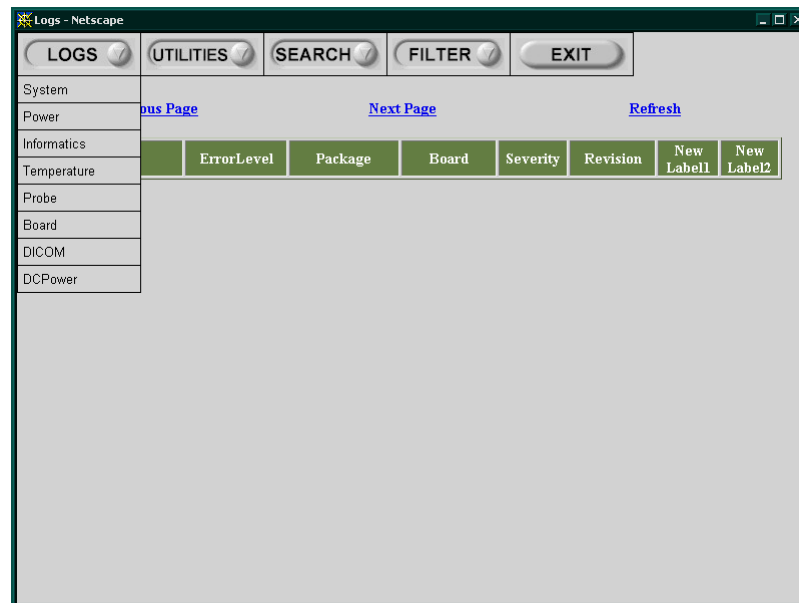 Logs - Netscape
LOGS UTILITIES SEARCH FILTER EXIT
System
Power
Informatics
Temperature
Probe
Board
DICOM
DCPower
Page Next Page Refresh
ErrorLevel Package Board Severity Revision New Label1 New Label2